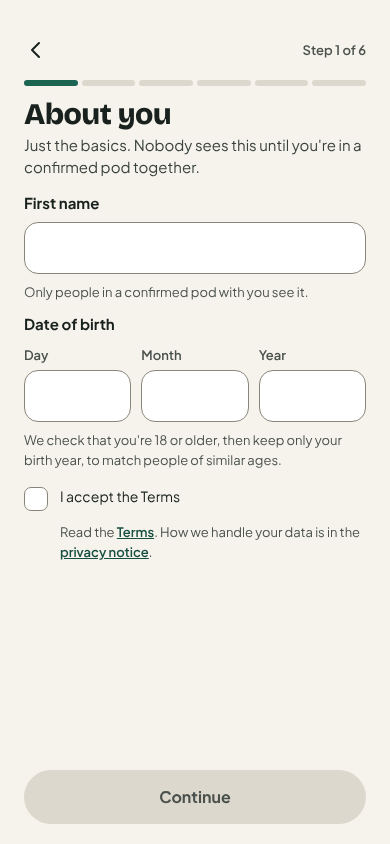 Step 1 of 6
About you
Just the basics. Nobody sees this until you're in a
confirmed pod together.
First name
Only people in a confirmed pod with you see it.
Date of birth
Day Month Year
We check that you're 18 or older, then keep only your
birth year, to match people of similar ages.
I accept the Terms
Read the Terms. How we handle your data is in the
privacy notice.
Continue